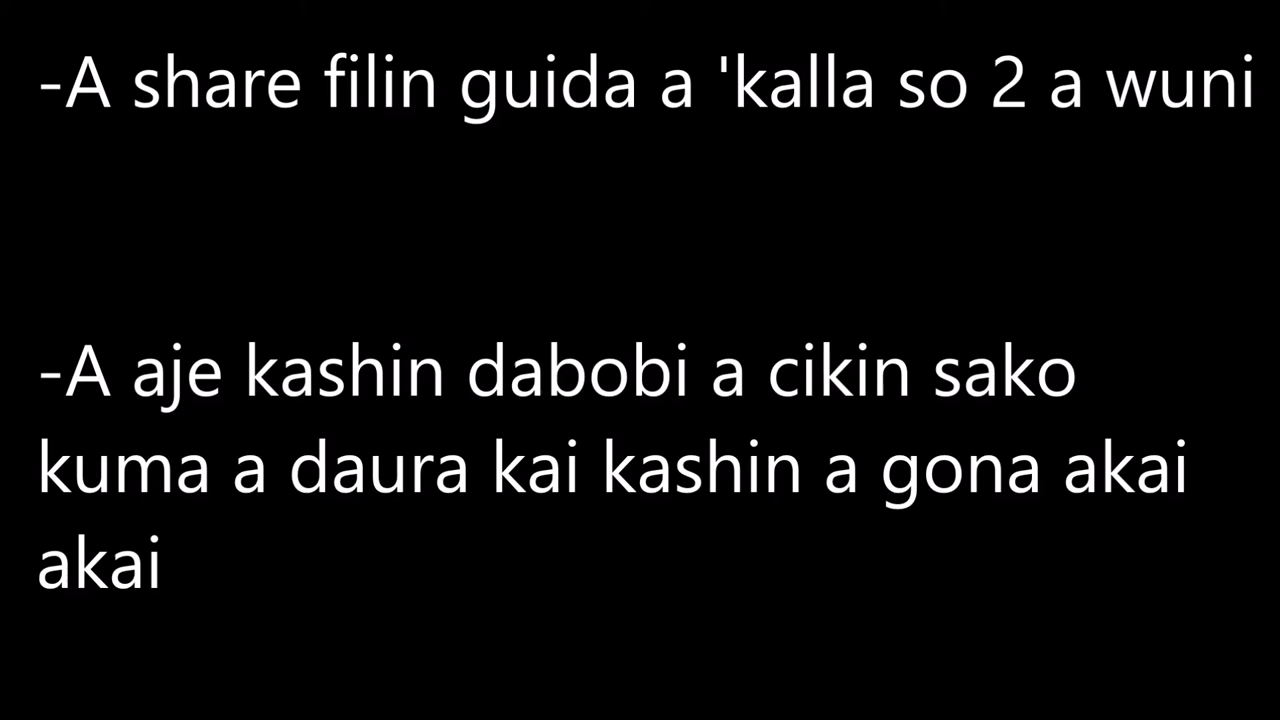 -A share filin guida a 'kalla so 2 a wuni
-A aje kashin dabobi a cikin sako
kuma a daura kai kashin a gona akai
akai